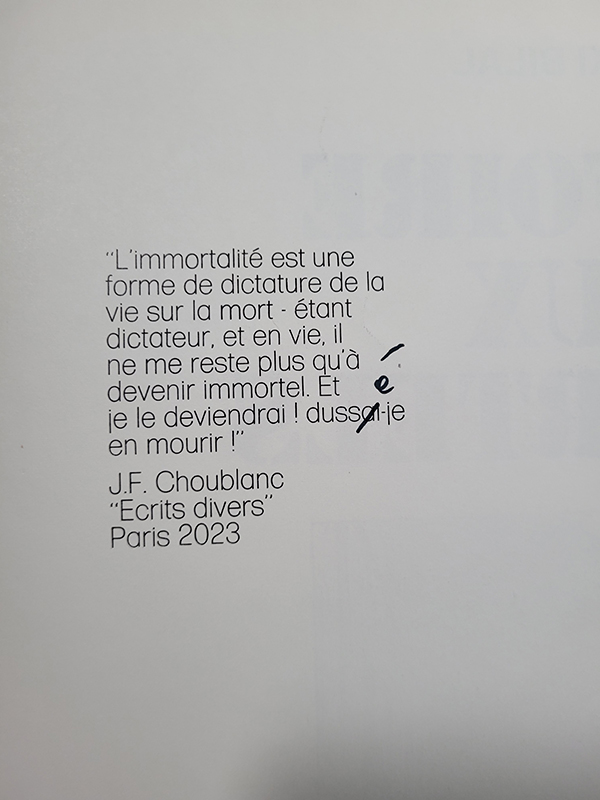 “L’immortalité est une
forme de dictature de la
vie sur la mort - étant
dictateur, et en vie, il
ne me reste plus qu’à
devenir immortel. Et
é
je le deviendrai ! dussai-je
en mourir !”
J.F. Choublanc
“Ecrits divers”
Paris 2023